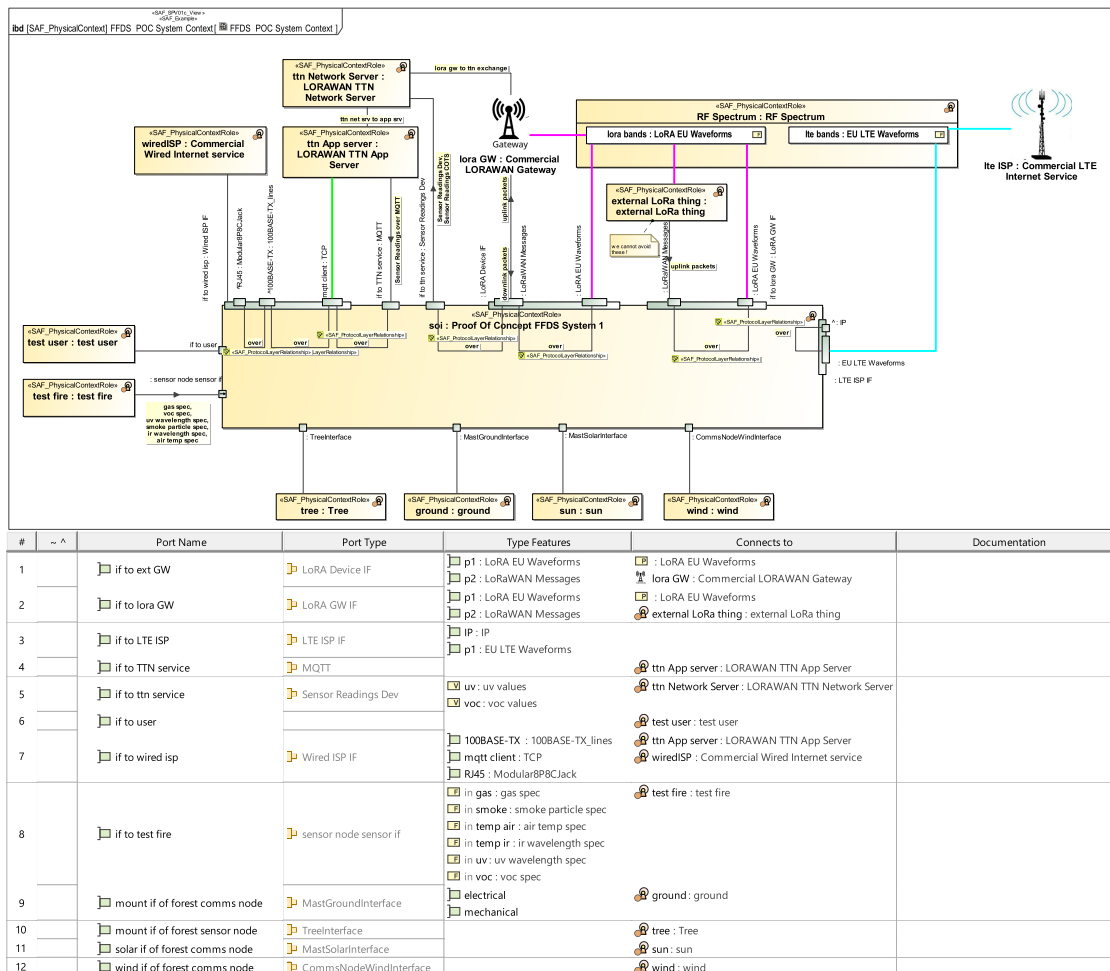 «SAF_SPV01c_View »
«SAF_Example»
ibd [SAF_PhysicalContext] FFDS POC System Context[ FFDS POC System Context ]
«SAF_PhysicalContextRole»
ttn Network Server :
LORAWAN TTN
Network Server
lora gw to ttn exchange
ttn net srv to app srv
Gateway
lora GW : Commercial
LORAWAN Gateway
«SAF_PhysicalContextRole»
RF Spectrum : RF Spectrum
lora bands : LoRA EU Waveforms
lte bands : EU LTE Waveforms
lte ISP : Commercial LTE
Internet Service
«SAF_PhysicalContextRole»
wiredISP : Commercial
Wired Internet service
«SAF_PhysicalContextRole»
ttn App server :
LORAWAN TTN App
Server
«SAF_PhysicalContextRole»
external LoRa thing :
external LoRa thing
we cannot avoid
these !
if to wired isp : Wired ISP IF
^RJ45 : Modular8P8CJack
^100BASE-TX : 100BASE-TX_lines
mqtt client : TCP
if to TTN service : MQTT
Sensor Readings over MQTT
if to ttn service : Sensor Readings Dev
Sensor Readings Dev,
Sensor Readings COTS
: LoRA Device IF
uplink packets
downlink packets
: LoRaWAN Messages
: LoRA EU Waveforms
: LoRaWAN Messages
uplink packets
: LoRA EU Waveforms
if to lora GW : LoRA GW IF
«SAF_PhysicalContextRole»
soi : Proof Of Concept FFDS System 1
«SAF_ProtocolLayerRelationship»
over
«SAF_ProtocolLayerRelationship»
LayerRelationship»
over
over
«SAF_ProtocolLayerRelationship»
over
«SAF_ProtocolLayerRelationship»
over
«SAF_ProtocolLayerRelationship»
over
«SAF_ProtocolLayerRelationship»
over
^ : IP
: EU LTE Waveforms
: LTE ISP IF
«SAF_PhysicalContextRole»
test user : test user
if to user
«SAF_PhysicalContextRole»
test fire : test fire
: sensor node sensor if
gas spec,
voc spec,
uv wavelength spec,
smoke particle spec,
ir wavelength spec,
air temp spec
: TreeInterface
: MastGroundInterface
: MastSolarInterface
: CommsNodeWindInterface
«SAF_PhysicalContextRole»
tree : Tree
«SAF_PhysicalContextRole»
ground : ground
«SAF_PhysicalContextRole»
sun : sun
«SAF_PhysicalContextRole»
wind : wind
# ~ ^ Port Name Port Type Type Features Connects to Documentation
1 if to ext GW LoRA Device IF p1 : LoRA EU Waveforms : LoRA EU Waveforms
p2 : LoRaWAN Messages lora GW : Commercial LORAWAN Gateway
2 if to lora GW LoRA GW IF p1 : LoRA EU Waveforms : LoRA EU Waveforms
p2 : LoRaWAN Messages external LoRa thing : external LoRa thing
3 if to LTE ISP LTE ISP IF IP : IP
p1 : EU LTE Waveforms
4 if to TTN service MQTT ttn App server : LORAWAN TTN App Server
5 if to ttn service Sensor Readings Dev uv : uv values ttn Network Server : LORAWAN TTN Network Server
voc : voc values
6 if to user test user : test user
7 if to wired isp Wired ISP IF 100BASE-TX : 100BASE-TX_lines ttn App server : LORAWAN TTN App Server
mqtt client : TCP wiredISP : Commercial Wired Internet service
RJ45 : Modular8P8CJack
8 if to test fire sensor node sensor if in gas : gas spec test fire : test fire
in smoke : smoke particle spec
in temp air : air temp spec
in temp ir : ir wavelength spec
in uv : uv wavelength spec
in voc : voc spec
9 mount if of forest comms node MastGroundInterface electrical ground : ground
mechanical
10 mount if of forest sensor node TreeInterface tree : Tree
11 solar if of forest comms node MastSolarInterface sun : sun
12 wind if of forest comms node CommsNodeWindInterface wind : wind